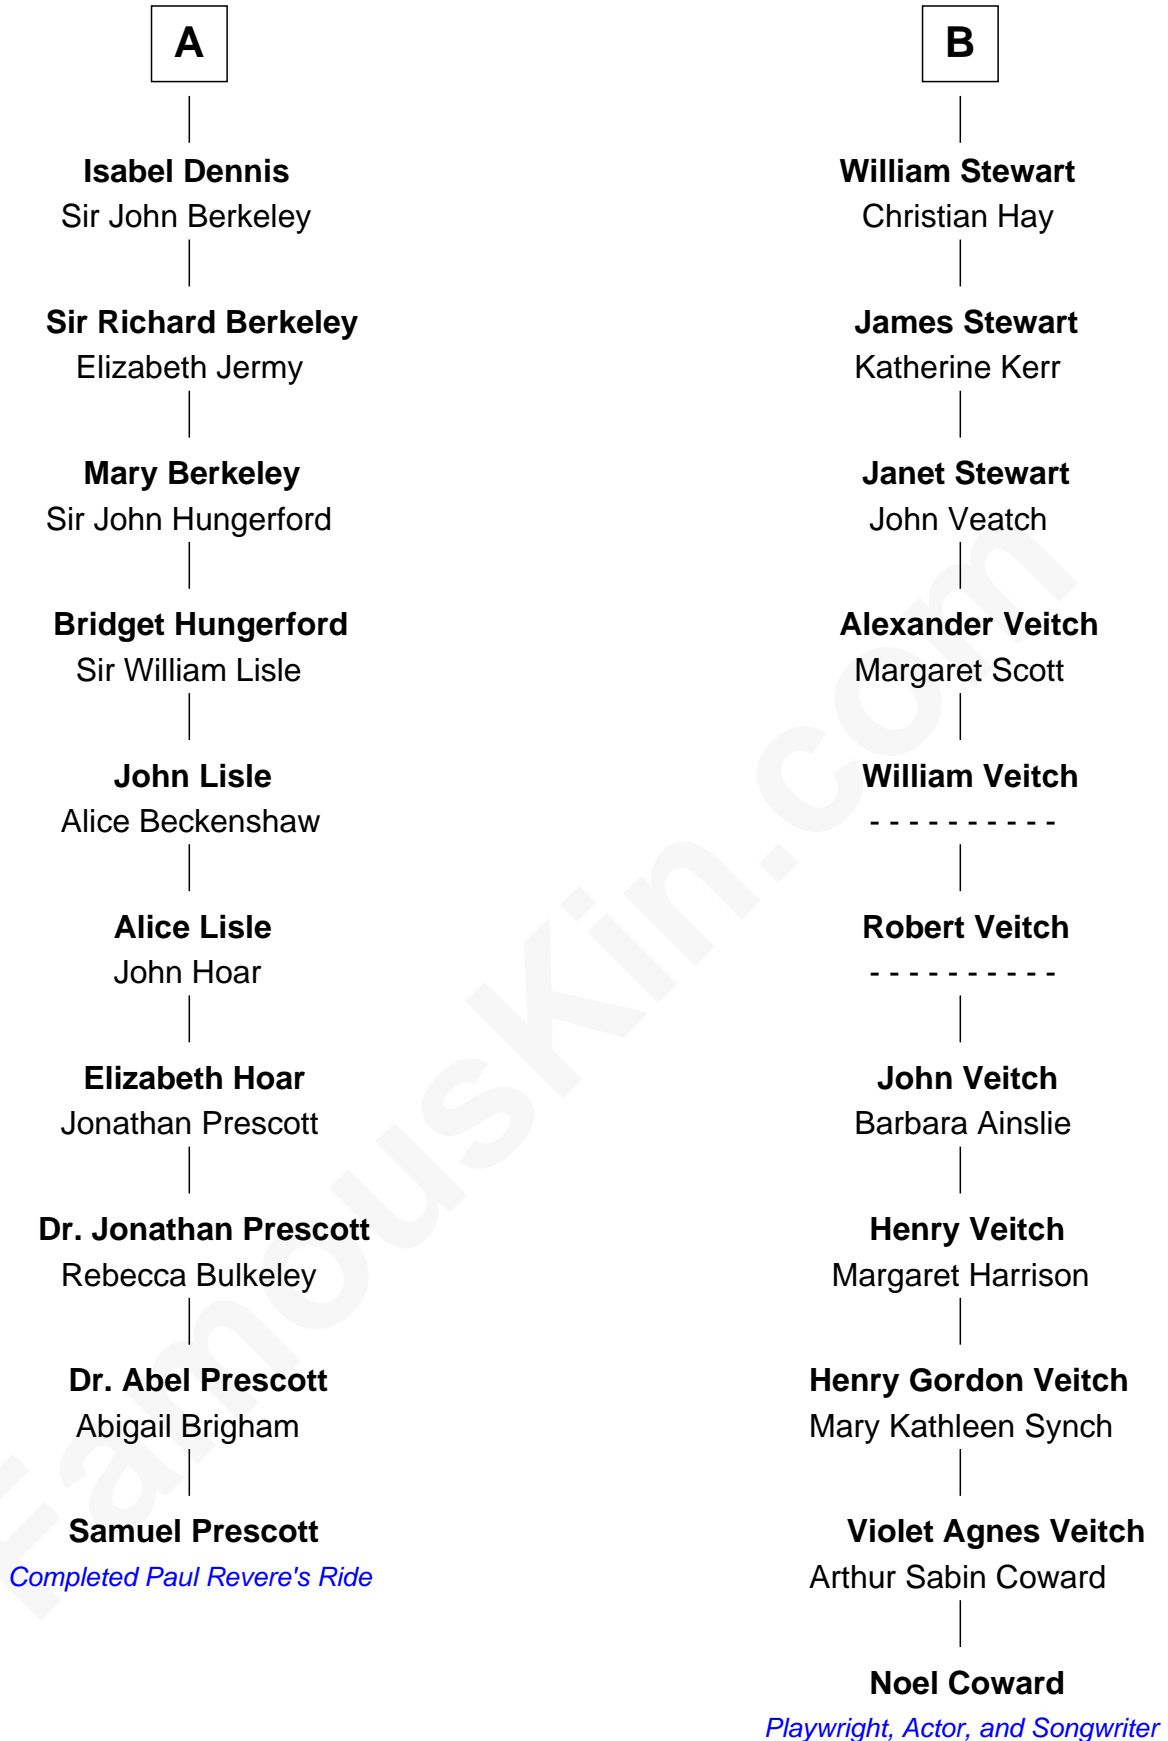 A
Isabel Dennis
Sir John Berkeley
Sir Richard Berkeley
Elizabeth Jermy
Mary Berkeley
Sir John Hungerford
Bridget Hungerford
Sir William Lisle
John Lisle
Alice Beckenshaw
Alice Lisle
John Hoar
Elizabeth Hoar
Jonathan Prescott
Dr. Jonathan Prescott
Rebecca Bulkeley
Dr. Abel Prescott
Abigail Brigham
Samuel Prescott
Completed Paul Revere's Ride
B
William Stewart
Christian Hay
James Stewart
Katherine Kerr
Janet Stewart
John Veatch
Alexander Veitch
Margaret Scott
William Veitch
- - - - - - - - - -
Robert Veitch
- - - - - - - - - -
John Veitch
Barbara Ainslie
Henry Veitch
Margaret Harrison
Henry Gordon Veitch
Mary Kathleen Synch
Violet Agnes Veitch
Arthur Sabin Coward
Noel Coward
Playwright, Actor, and Songwriter
FamousKin.com